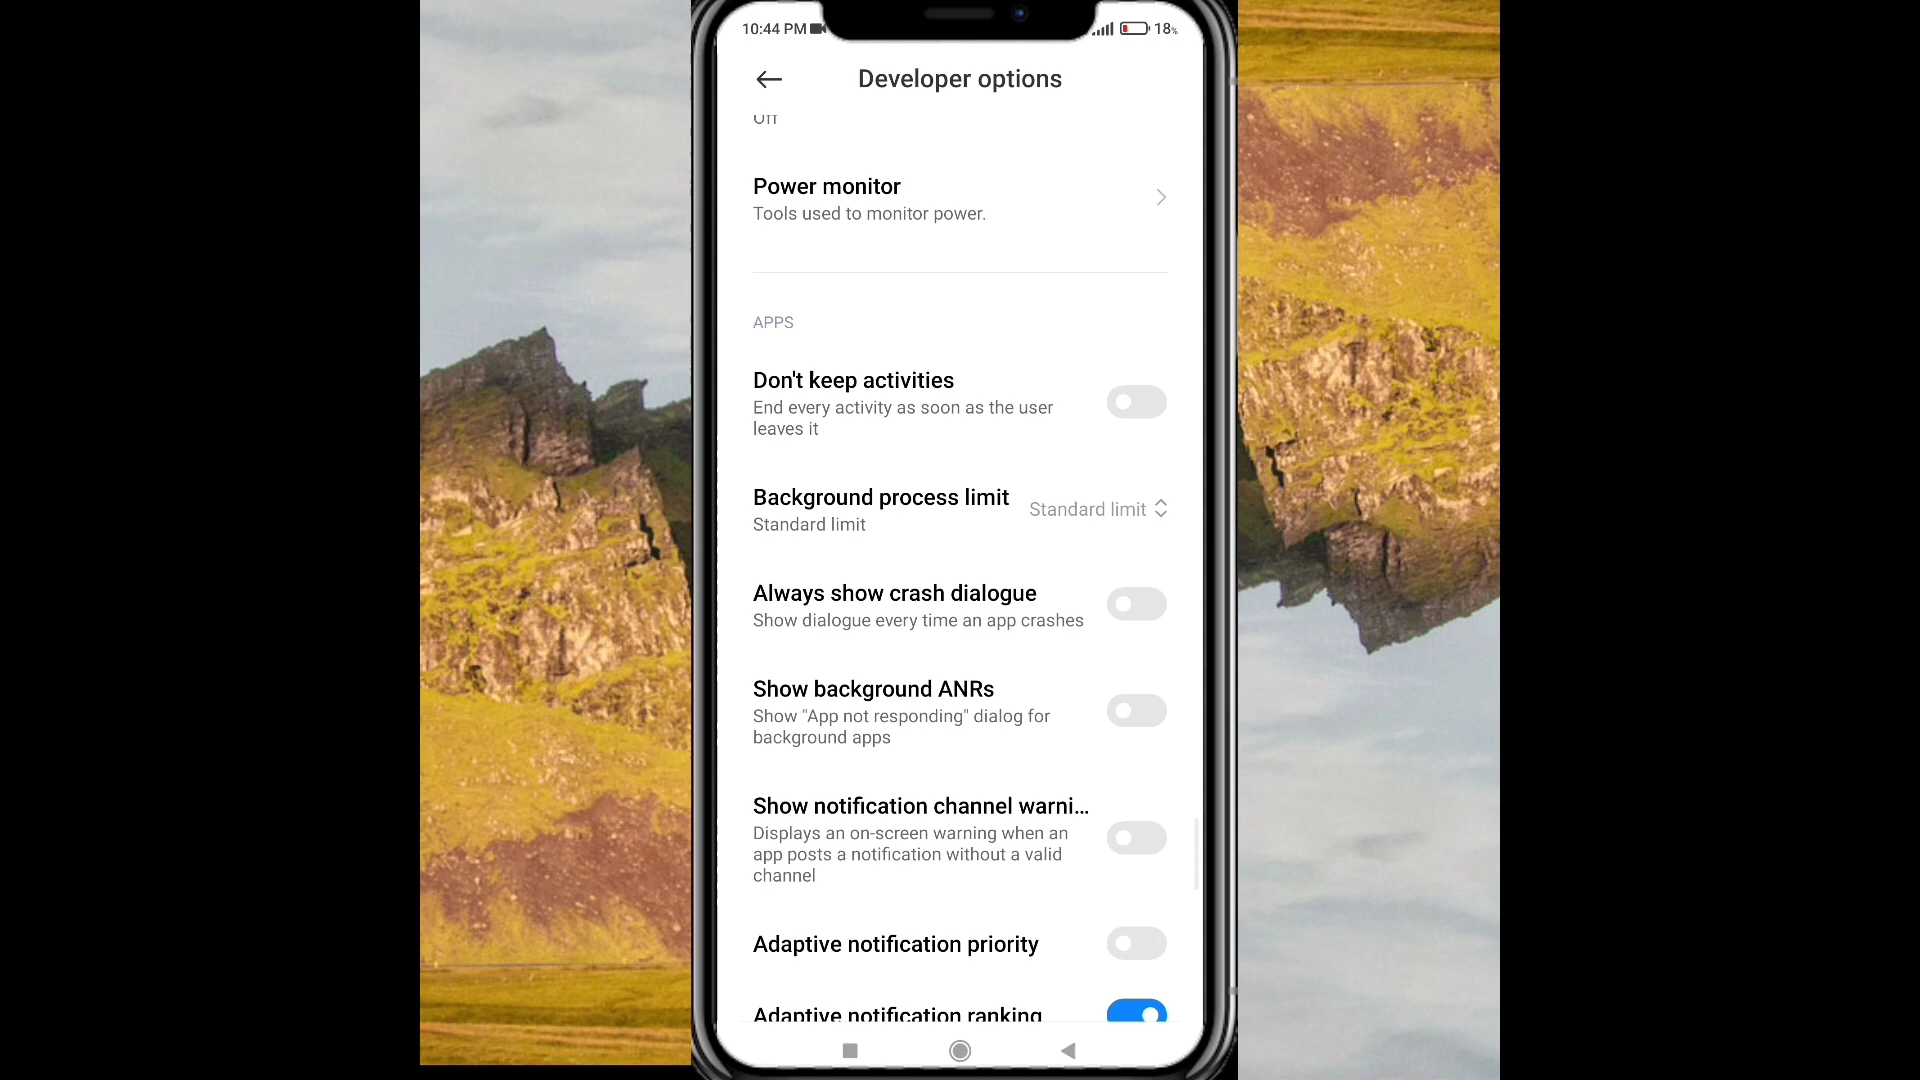 10:44 PM
18%
Developer options
Off
Power monitor
Tools used to monitor power.
APPS
Don't keep activities
End every activity as soon as the user
leaves it
Background process limit
Standard limit
Standard limit
Always show crash dialogue
Show dialogue every time an app crashes
Show background ANRs
Show "App not responding" dialog for
background apps
Show notification channel warni...
Displays an on-screen warning when an
app posts a notification without a valid
channel
Adaptive notification priority
Adaptive notification ranking